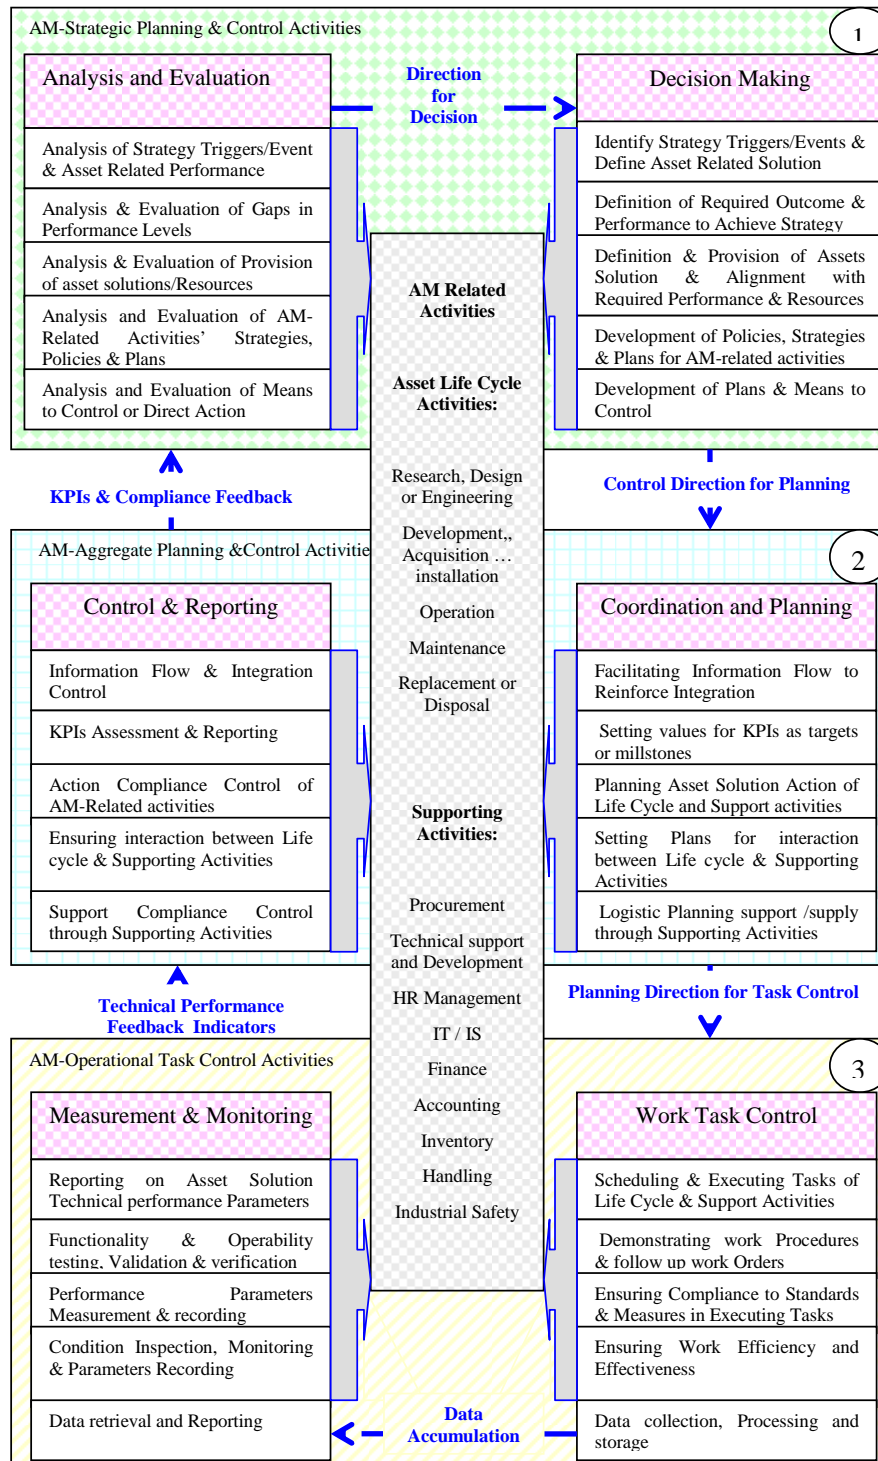 AM-Strategic Planning & Control Activities
1
Analysis and Evaluation
Analysis of Strategy Triggers/Event
& Asset Related Performance
Analysis & Evaluation of Gaps in
Performance Levels
Analysis & Evaluation of Provision
of asset solutions/Resources
Analysis and Evaluation of AM-
Related Activities’ Strategies,
Policies & Plans
Analysis and Evaluation of Means
to Control or Direct Action
Direction
for
Decision
Decision Making
Identify Strategy Triggers/Events &
Define Asset Related Solution
Definition of Required Outcome &
Performance to Achieve Strategy
Definition & Provision of Assets
Solution & Alignment with
Required Performance & Resources
Development of Policies, Strategies
& Plans for AM-related activities
Development of Plans & Means to
Control
KPIs & Compliance Feedback
Control Direction for Planning
AM Related
Activities
Asset Life Cycle
Activities:
Research, Design
or Engineering
Development,,
Acquisition …
installation
Operation
Maintenance
Replacement or
Disposal
Supporting
Activities:
Procurement
Technical support
and Development
HR Management
IT / IS
Finance
Accounting
Inventory
Handling
Industrial Safety
AM-Aggregate Planning &Control Activitie
2
Control & Reporting
Information Flow & Integration
Control
KPIs Assessment & Reporting
Action Compliance Control of
AM-Related activities
Ensuring interaction between Life
cycle & Supporting Activities
Support Compliance Control
through Supporting Activities
Coordination and Planning
Facilitating Information Flow to
Reinforce Integration
Setting values for KPIs as targets
or millstones
Planning Asset Solution Action of
Life Cycle and Support activities
Setting Plans for interaction
between Life cycle & Supporting
Activities
Logistic Planning support /supply
through Supporting Activities
Technical Performance
Feedback Indicators
Planning Direction for Task Control
AM-Operational Task Control Activities
3
Measurement & Monitoring
Reporting on Asset Solution
Technical performance Parameters
Functionality & Operability
testing, Validation & verification
Performance Parameters
Measurement & recording
Condition Inspection, Monitoring
& Parameters Recording
Data retrieval and Reporting
Work Task Control
Scheduling & Executing Tasks of
Life Cycle & Support Activities
Demonstrating work Procedures
& follow up work Orders
Ensuring Compliance to Standards
& Measures in Executing Tasks
Ensuring Work Efficiency and
Effectiveness
Data collection, Processing and
storage
Data
Accumulation